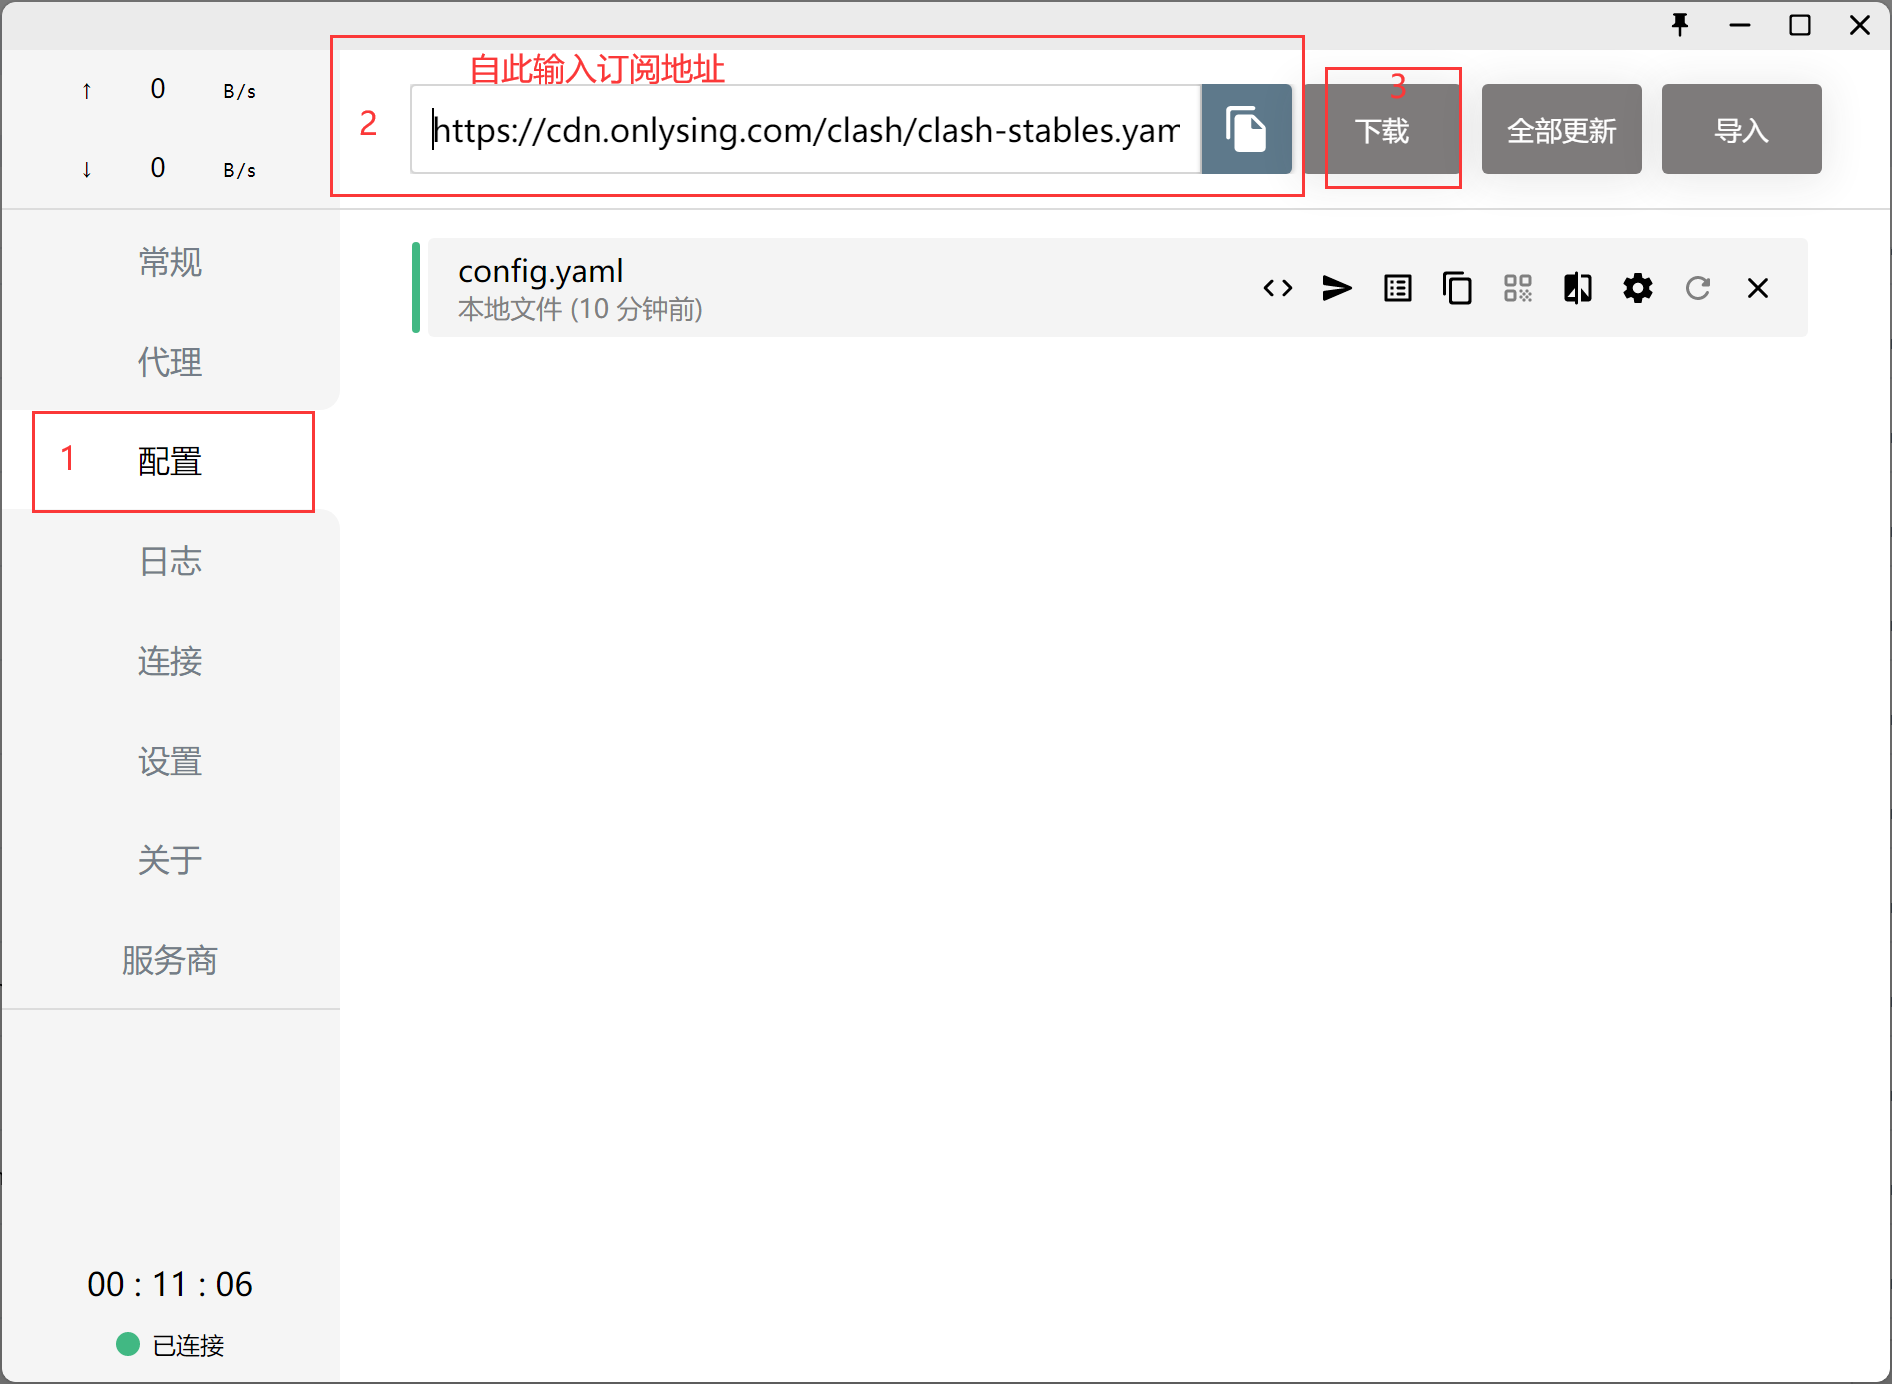 ↑ 0 B/s
↓ 0 B/s
自此输入订阅地址
2
https://cdn.onlysing.com/clash/clash-stables.yam
3
下载
全部更新
导入
常规
代理
1 配置
日志
连接
设置
关于
服务商
config.yaml
本地文件 (10 分钟前)
00 : 11 : 06
已连接